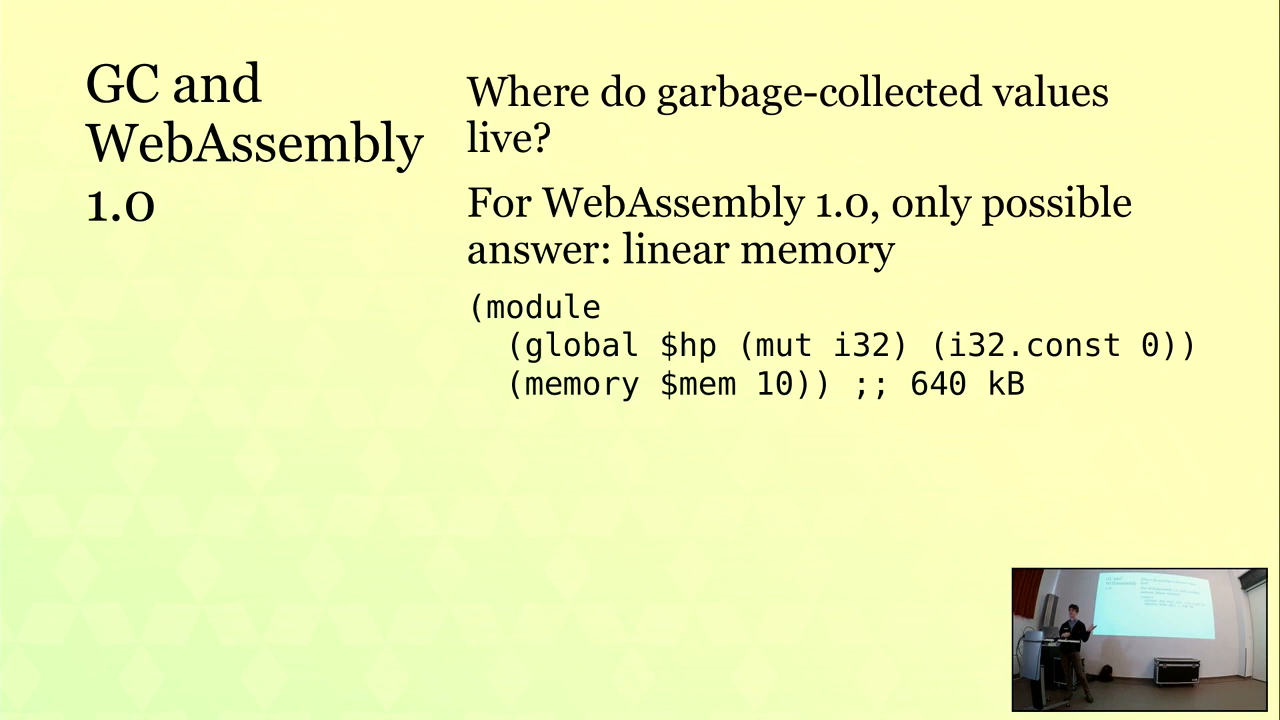 GC and
WebAssembly
1.0
Where do garbage-collected values
live?
For WebAssembly 1.0, only possible
answer: linear memory
(module
  (global $hp (mut i32) (i32.const 0))
  (memory $mem 10)) ;; 640 kB